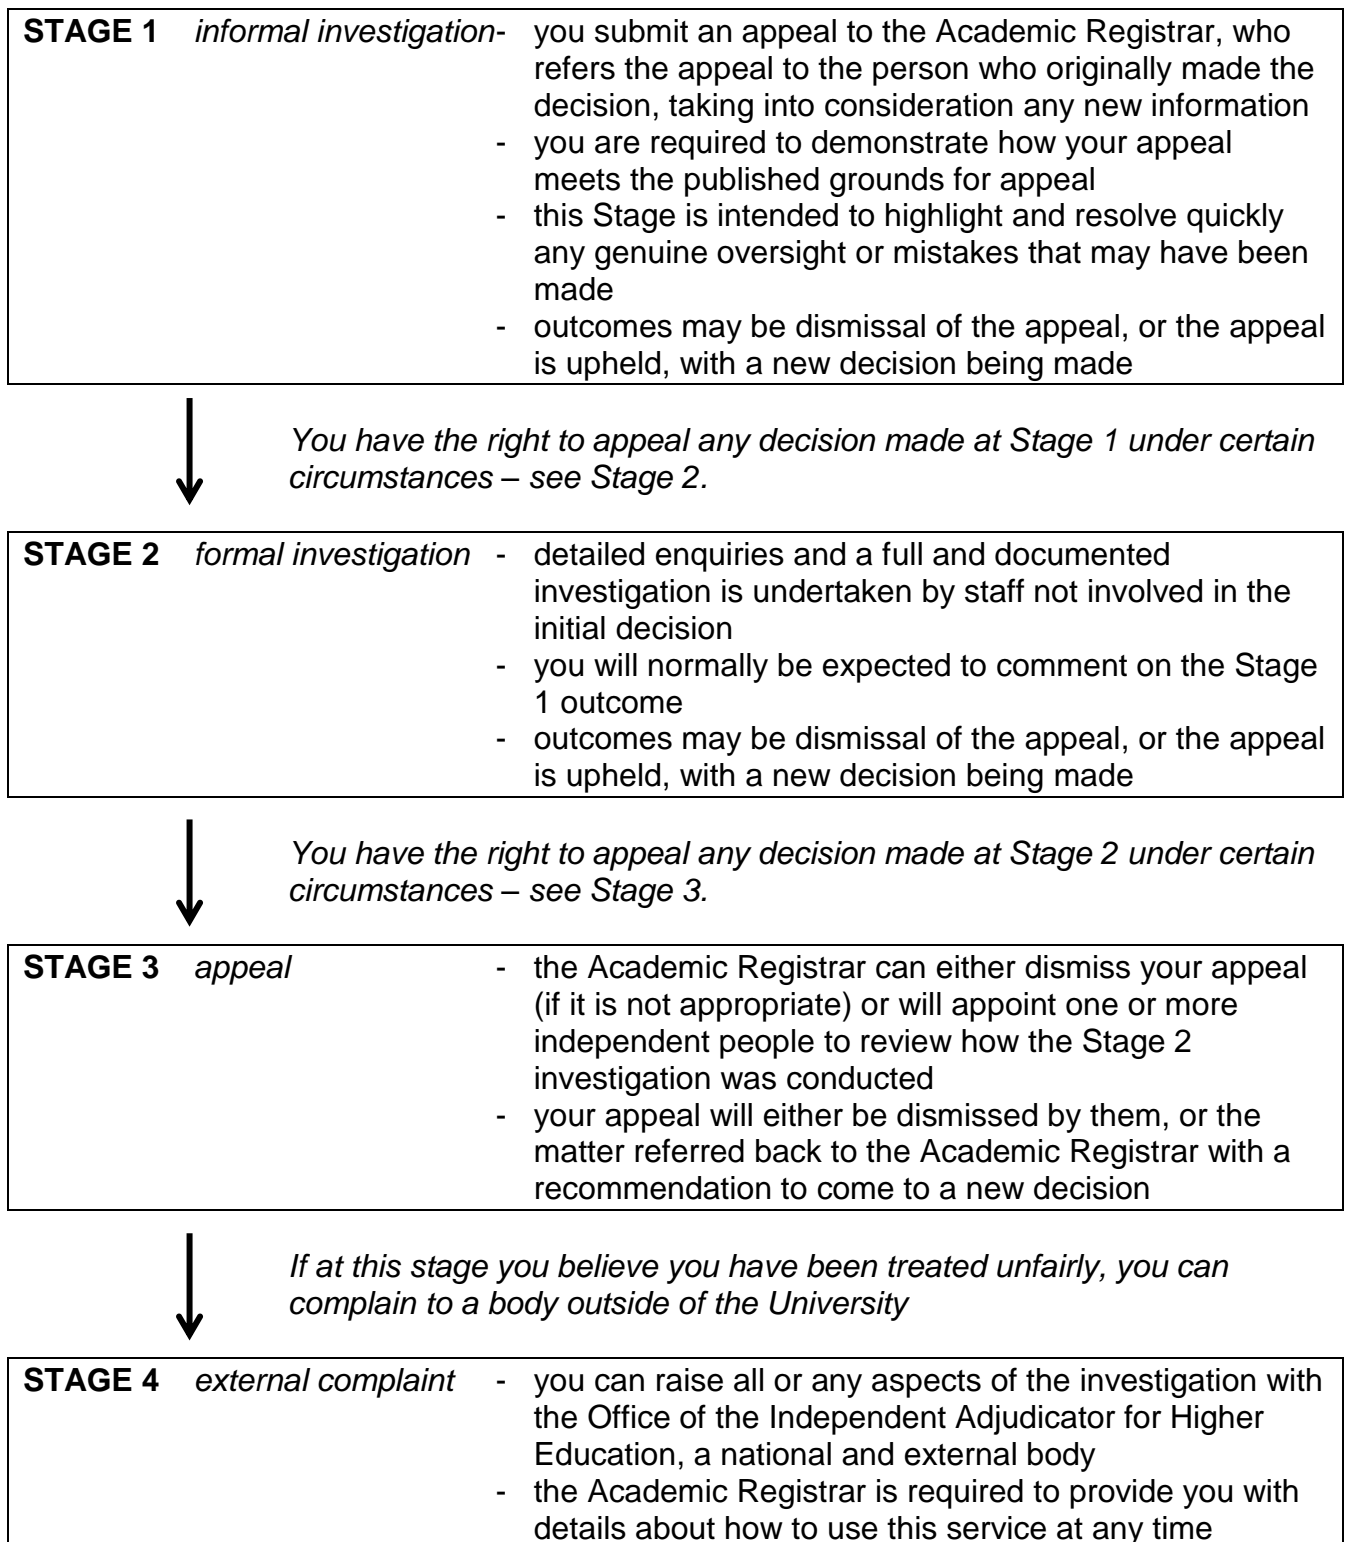 STAGE 1 informal investigation- you submit an appeal to the Academic Registrar, who
refers the appeal to the person who originally made the
decision, taking into consideration any new information
- you are required to demonstrate how your appeal
meets the published grounds for appeal
- this Stage is intended to highlight and resolve quickly
any genuine oversight or mistakes that may have been
made
- outcomes may be dismissal of the appeal, or the appeal
is upheld, with a new decision being made
You have the right to appeal any decision made at Stage 1 under certain
circumstances – see Stage 2.
STAGE 2 formal investigation - detailed enquiries and a full and documented
investigation is undertaken by staff not involved in the
initial decision
- you will normally be expected to comment on the Stage
1 outcome
- outcomes may be dismissal of the appeal, or the appeal
is upheld, with a new decision being made
You have the right to appeal any decision made at Stage 2 under certain
circumstances – see Stage 3.
STAGE 3 appeal - the Academic Registrar can either dismiss your appeal
(if it is not appropriate) or will appoint one or more
independent people to review how the Stage 2
investigation was conducted
- your appeal will either be dismissed by them, or the
matter referred back to the Academic Registrar with a
recommendation to come to a new decision
If at this stage you believe you have been treated unfairly, you can
complain to a body outside of the University
STAGE 4 external complaint - you can raise all or any aspects of the investigation with
the Office of the Independent Adjudicator for Higher
Education, a national and external body
- the Academic Registrar is required to provide you with
details about how to use this service at any time